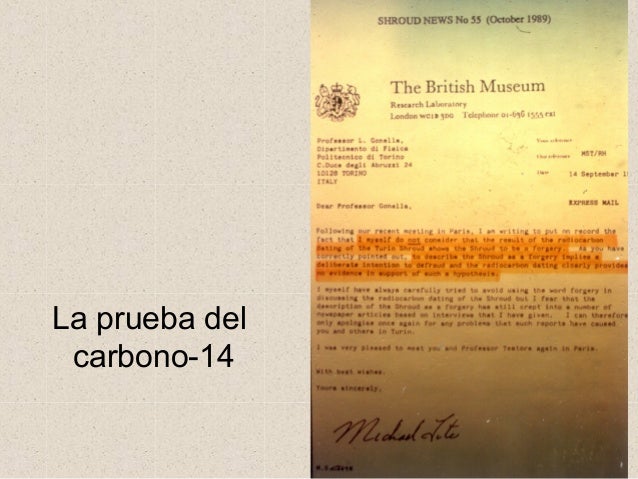 SHROUD NEWS No 55 (October 1989)
The British Museum
Research Laboratory
London WC1B 3DG Telephone 01-636 1555 ext
Professor L. Gonella,
Dipartimento di Fisica
Politecnico di Torino
C.Duca degli Abruzzi 24
10129 TORINO
ITALY
Your reference
Our reference MST/RH
Date 14 September
EXPRESS MAIL
Dear Professor Gonella,
Following our recent meeting in Paris, I am writing to put on record the
fact that I myself do not consider that the result of the radiocarbon
dating of the Turin Shroud shows the Shroud to be a forgery. As you have
correctly pointed out, to describe the Shroud as a forgery implies a
deliberate intention to defraud and the radiocarbon dating clearly provides
no evidence in support of such a hypothesis.
I myself have always carefully tried to avoid using the word forgery in
discussing the radiocarbon dating of the Shroud but I fear that the
description of the Shroud as a forgery has still crept into a number of
newspaper articles based on interviews that I have given. I can therefore
only apologise once again for any problems that such reports have caused
you and others in Turin.
I was very pleased to meet you and Professor Testore again in Paris.
With best wishes.
Yours sincerely,
Michael Tite
La prueba del
carbono-14